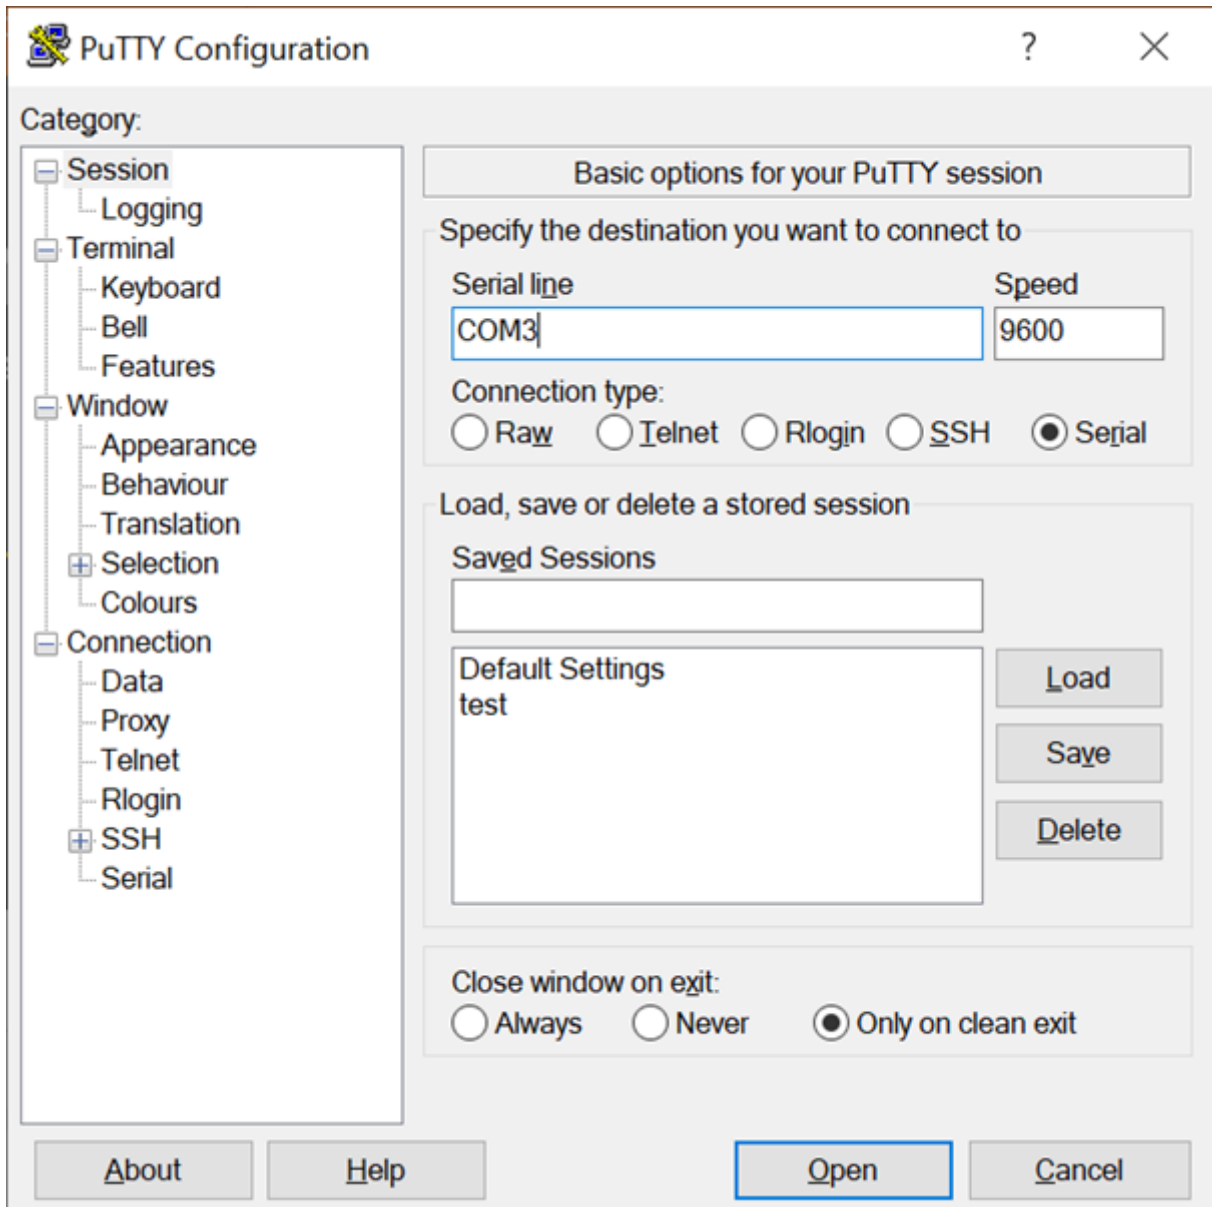 PuTTY Configuration
?
Category:
Session
Logging
Terminal
Keyboard
Bell
Features
Window
Appearance
Behaviour
Translation
Selection
Colours
Connection
Data
Proxy
Telnet
Rlogin
SSH
Serial
Basic options for your PuTTY session
Specify the destination you want to connect to
Serial line Speed
COM3 9600
Connection type:
Raw Telnet Rlogin SSH Serial
Load, save or delete a stored session
Saved Sessions
Default Settings
test
Load
Save
Delete
Close window on exit:
Always Never Only on clean exit
About Help Open Cancel